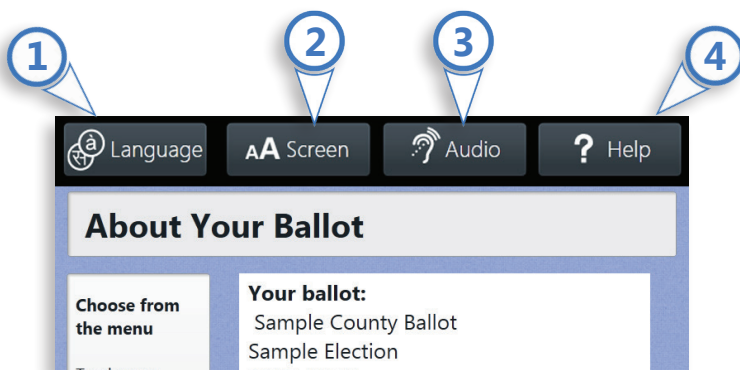 1 2 3 4
à स Language AA Screen Audio ? Help
About Your Ballot
Choose from
the menu
Your ballot:
Sample County Ballot
Sample Election